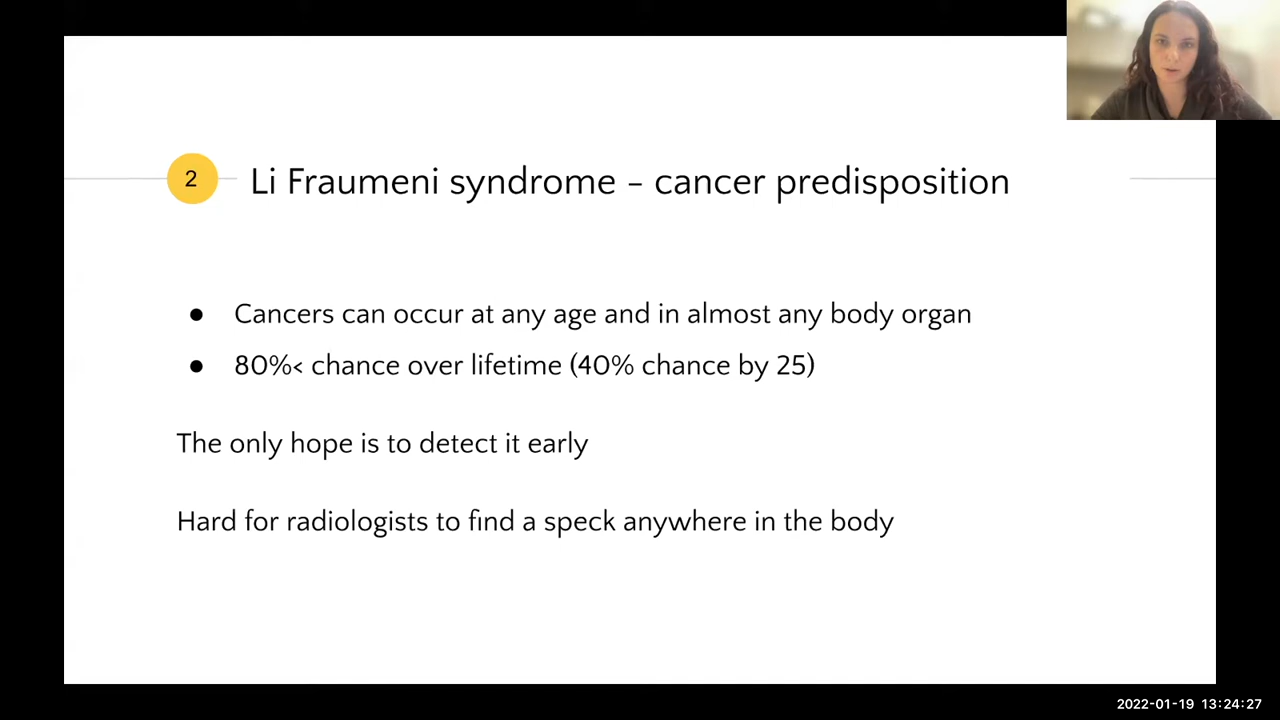 2 Li Fraumeni syndrome – cancer predisposition
● Cancers can occur at any age and in almost any body organ
● 80%< chance over lifetime (40% chance by 25)
The only hope is to detect it early
Hard for radiologists to find a speck anywhere in the body
2022-01-19 13:24:27